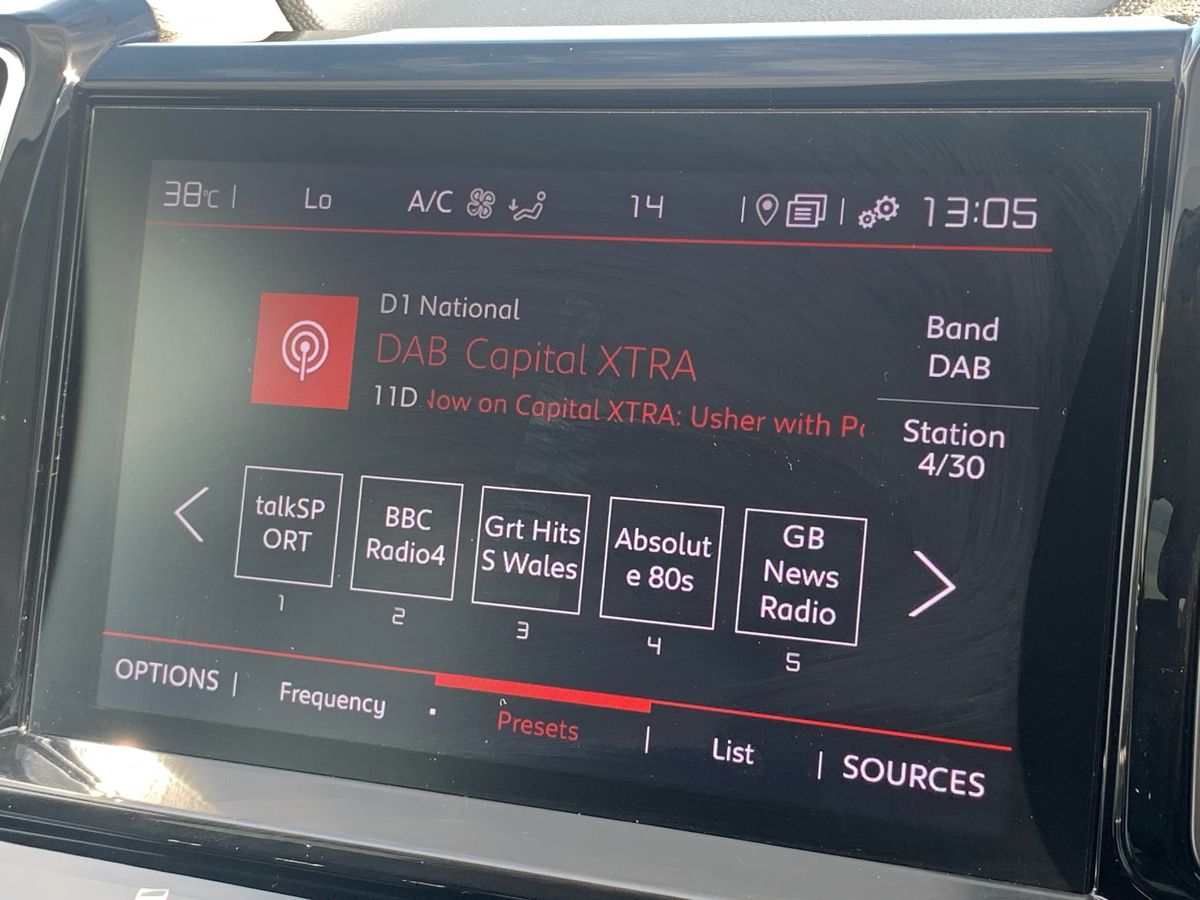 38°C | Lo A/C 14 | | 13:05
D1 National
DAB Capital XTRA
11D low on Capital XTRA: Usher with
Band
DAB
Station
4/30
talkSP
ORT
1
BBC
Radio4
2
Grt Hits
S Wales
3
Absolut
e 80s
4
GB
News
Radio
5
OPTIONS | Frequency . Presets | List | SOURCES